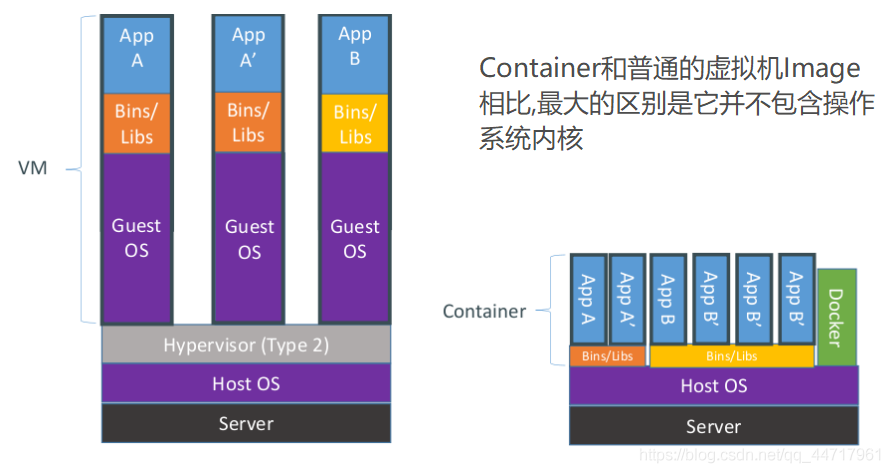 App
A
App
A’
App
B
Bins/
Libs
Bins/
Libs
Bins/
Libs
VM
Guest
OS
Guest
OS
Guest
OS
Hypervisor (Type 2)
Host OS
Server
Container和普通的虚拟机Image
相比,最大的区别是它并不包含操作
系统内核
Container
App A
App A’
App B
App B’
App B’
App B’
Docker
Bins/Libs
Bins/Libs
Host OS
Server
https://blog.csdn.net/qq_44717961